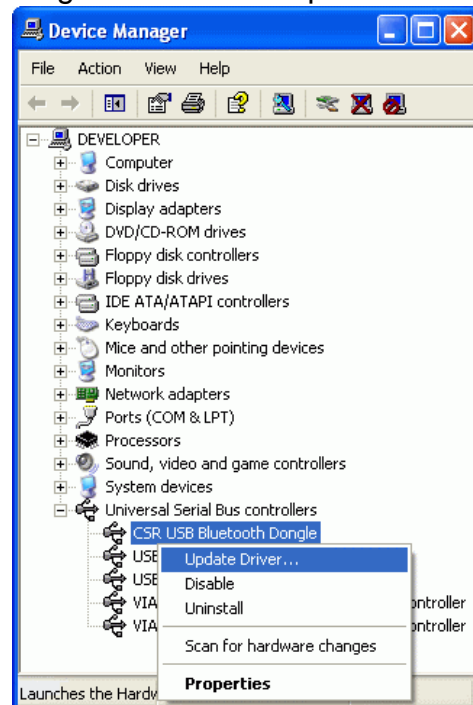 Device Manager
File Action View Help
DEVELOPER
Computer
Disk drives
Display adapters
DVD/CD-ROM drives
Floppy disk controllers
Floppy disk drives
IDE ATA/ATAPI controllers
Keyboards
Mice and other pointing devices
Monitors
Network adapters
Ports (COM & LPT)
Processors
Sound, video and game controllers
System devices
Universal Serial Bus controllers
CSR USB Bluetooth Dongle
USB
Update Driver...
USB
Disable
VIA
Uninstall
ontroller
VIA
ontroller
Scan for hardware changes
Properties
Launches the Hardw